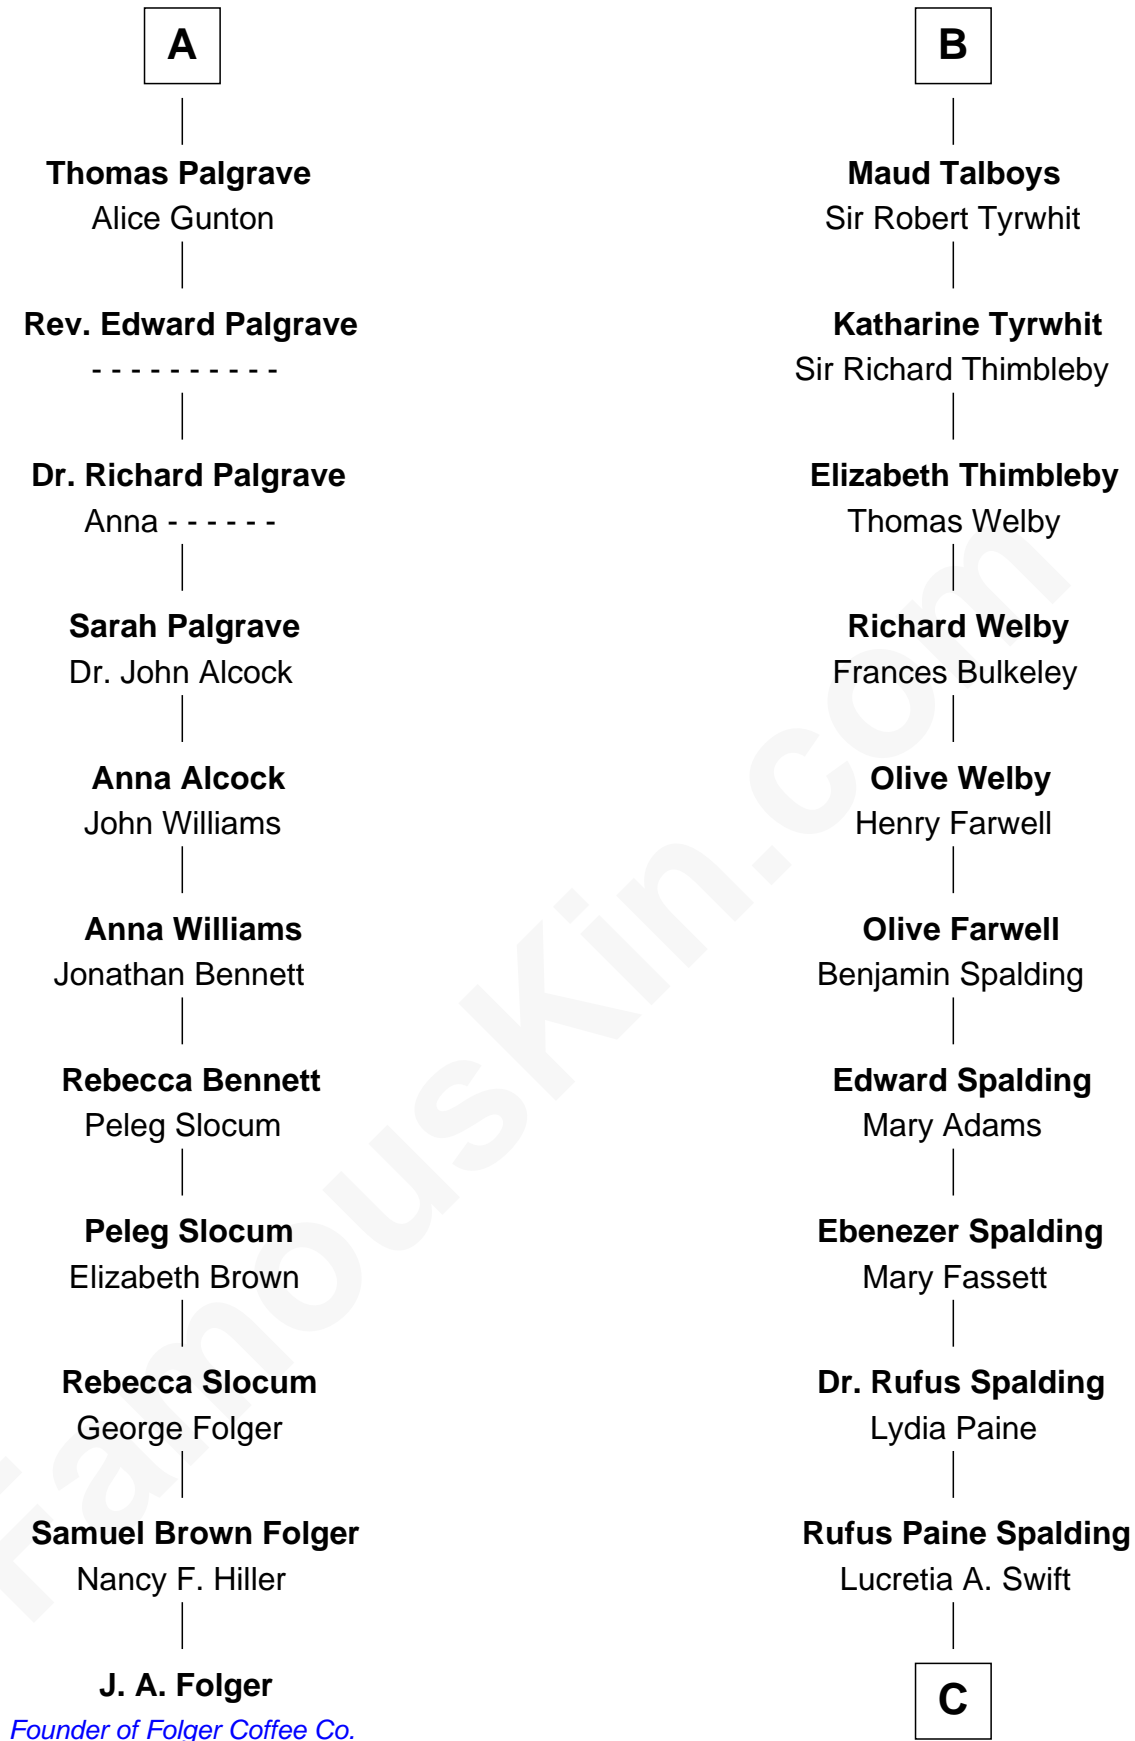 A
Thomas Palgrave
Alice Gunton
Rev. Edward Palgrave
- - - - - - - - - -
Dr. Richard Palgrave
Anna - - - - - -
Sarah Palgrave
Dr. John Alcock
Anna Alcock
John Williams
Anna Williams
Jonathan Bennett
Rebecca Bennett
Peleg Slocum
Peleg Slocum
Elizabeth Brown
Rebecca Slocum
George Folger
Samuel Brown Folger
Nancy F. Hiller
J. A. Folger
Founder of Folger Coffee Co.
B
Maud Talboys
Sir Robert Tyrwhit
Katharine Tyrwhit
Sir Richard Thimbleby
Elizabeth Thimbleby
Thomas Welby
Richard Welby
Frances Bulkeley
Olive Welby
Henry Farwell
Olive Farwell
Benjamin Spalding
Edward Spalding
Mary Adams
Ebenezer Spalding
Mary Fassett
Dr. Rufus Spalding
Lydia Paine
Rufus Paine Spalding
Lucretia A. Swift
C
FamousKin.com